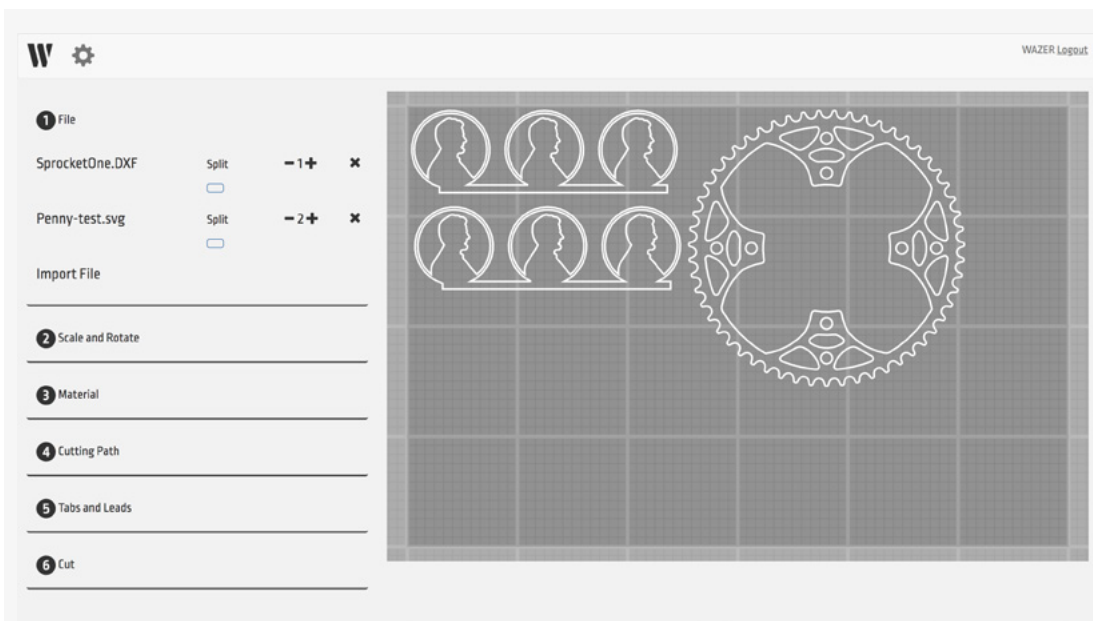 W
WAZER Logout
1 File
SprocketOne.DXF Split 1
Penny-test.svg Split 2
Import File
2 Scale and Rotate
3 Material
4 Cutting Path
5 Tabs and Leads
6 Cut